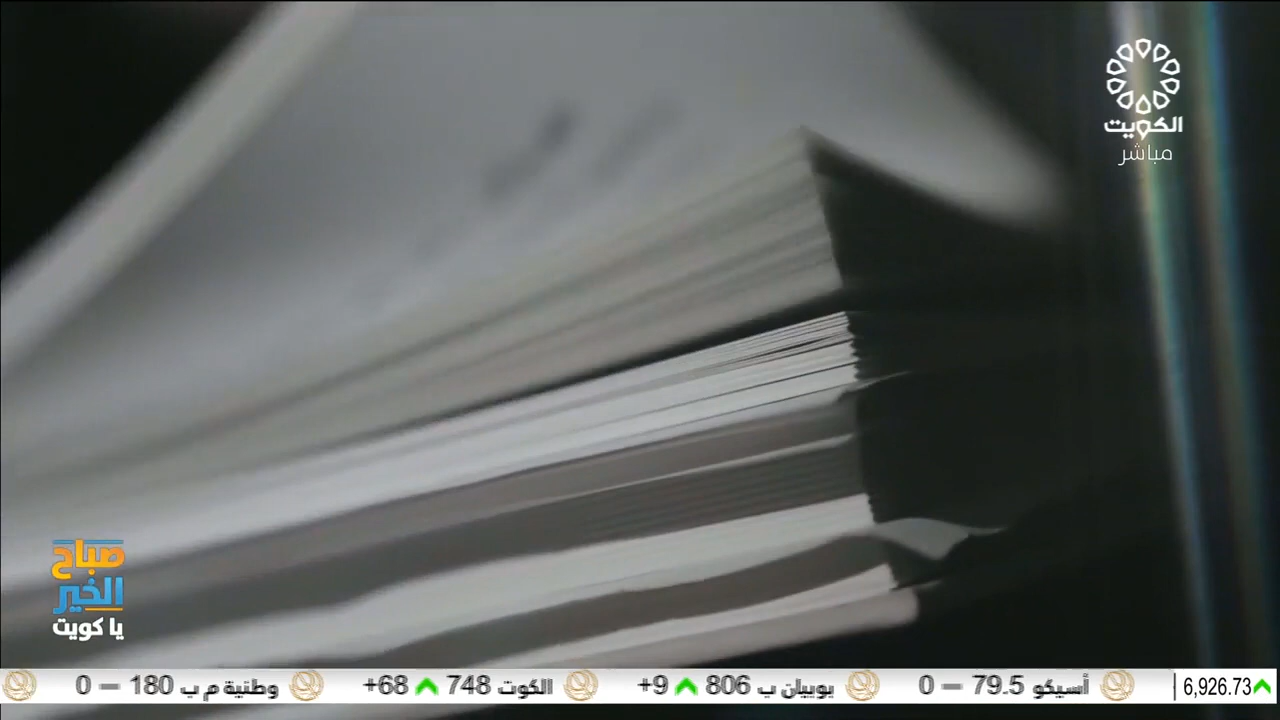 الكويت
مباشر
صباح
الخير
يا كويت
6,926.73 أسيكو 79.5 – 0 بوبيان ب 806 +9 الكوت 748 +68 وطنية م ب 180 – 0